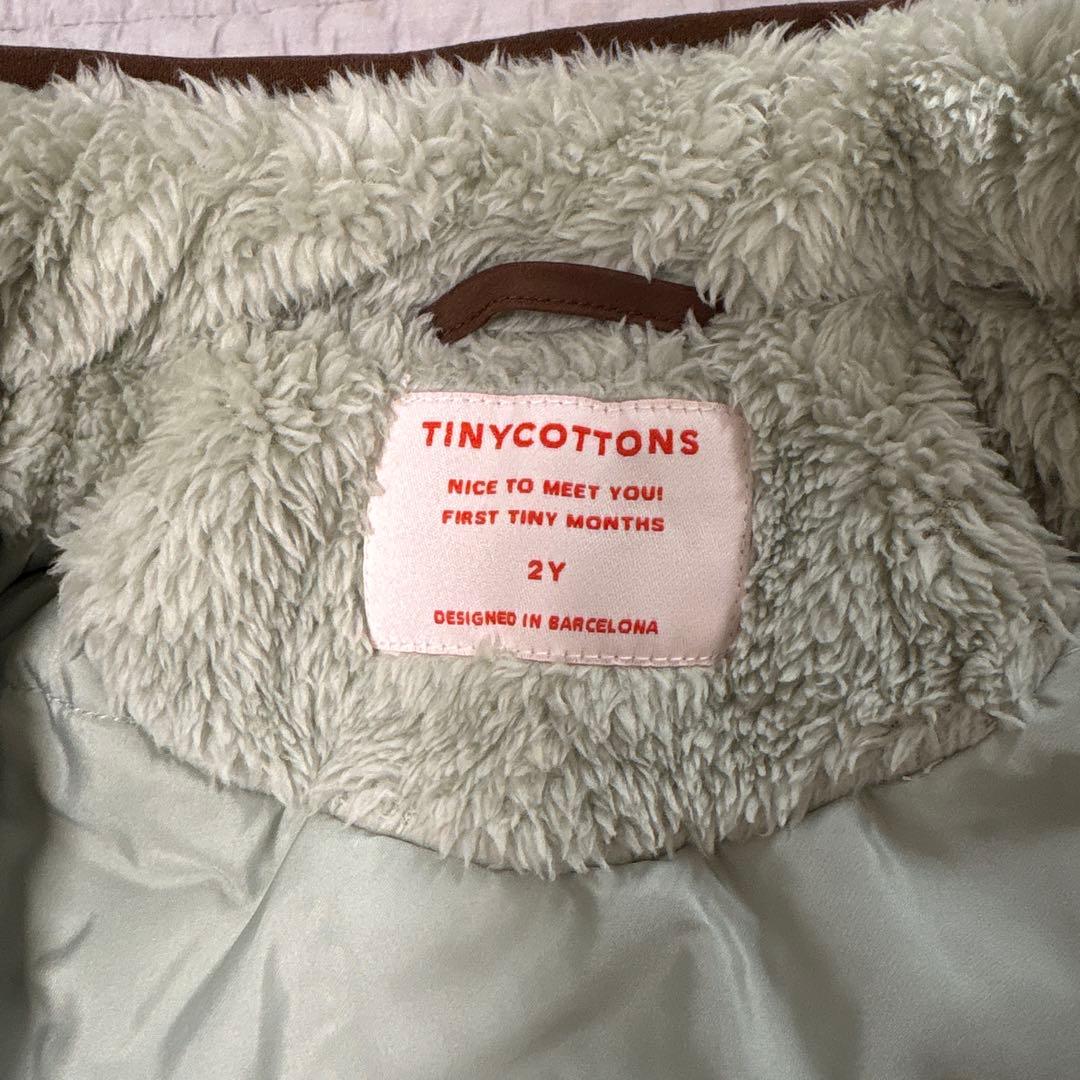 TINYCOTTONS
NICE TO MEET YOU!
FIRST TINY MONTHS
2Y
DESIGNED IN BARCELONA